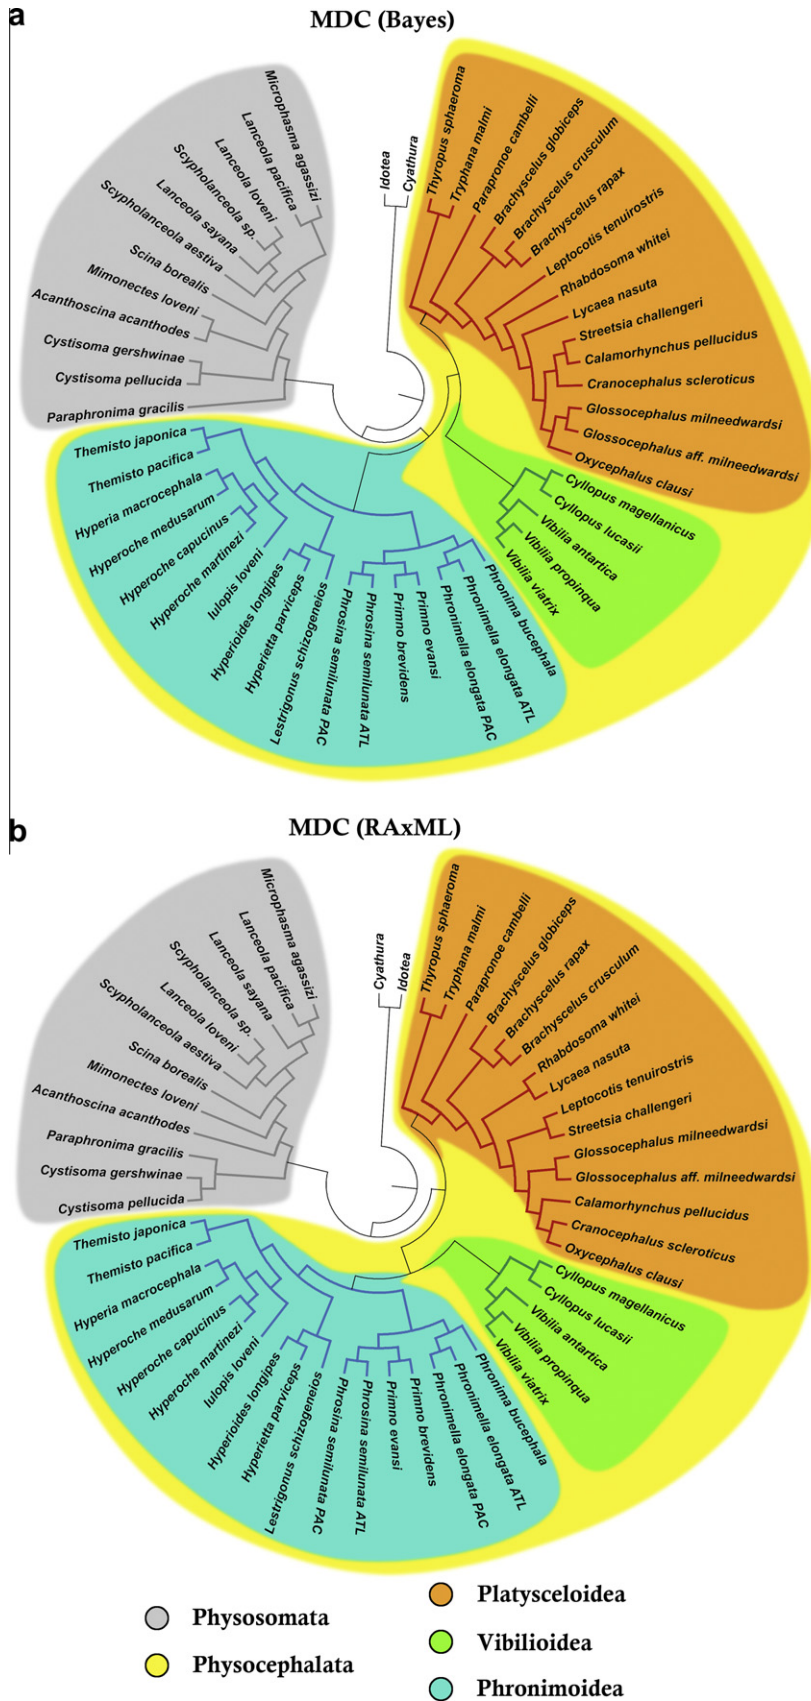 a
MDC (Bayes)
Microphasma agassizi
Lanceola pacifica
Lanceola loveni
Scypholanceola sp.
Lanceola sayana
Scypholanceola aestiva
Scina borealis
Mimonectes loveni
Acanthoscina acanthodes
Cystisoma gershwinae
Cystisoma pellucida
Paraphronima gracilis
Idotea
Cyathura
Thyropus sphaeroma
Tryphana malmi
Parapronoe cambelli
Brachyscelus globiceps
Brachyscelus crusculum
Brachyscelus rapax
Leptocotis tenuirostris
Rhabdosoma whitei
Lycaea nasuta
Streetsia challengeri
Calamorhynchus pellucidus
Cranocephalus scleroticus
Glossocephalus milneedwardsi
Glossocephalus aff. milneedwardsi
Oxycephalus clausi
Cyllopus magellanicus
Cyllopus lucasii
Vibilia antartica
Vibilia propinqua
Vibilia viatrix
Themisto japonica
Themisto pacifica
Hyperia macrocephala
Hyperoche medusarum
Hyperoche capucinus
Hyperoche martinezi
Iulopis loveni
Hyperioides longipes
Hyperietta parviceps
Lestrigonus schizogeneios
Phrosina semilunata PAC
Phrosina semilunata ATL
Primno brevidens
Primno evansi
Phronimella elongata PAC
Phronimella elongata ATL
Phronima bucephala
b
MDC (RAxML)
Microphasma agassizi
Lanceola pacifica
Lanceola sayana
Scypholanceola sp.
Lanceola loveni
Scypholanceola aestiva
Scina borealis
Mimonectes loveni
Acanthoscina acanthodes
Paraphronima gracilis
Cystisoma gershwinae
Cystisoma pellucida
Cyathura
Idotea
Thyropus sphaeroma
Tryphana malmi
Parapronoe cambelli
Brachyscelus globiceps
Brachyscelus rapax
Brachyscelus crusculum
Rhabdosoma whitei
Lycaea nasuta
Leptocotis tenuirostris
Streetsia challengeri
Glossocephalus milneedwardsi
Glossocephalus aff. milneedwardsi
Calamorhynchus pellucidus
Cranocephalus scleroticus
Oxycephalus clausi
Cyllopus magellanicus
Cyllopus lucasii
Vibilia antartica
Vibilia propinqua
Vibilia viatrix
Themisto japonica
Themisto pacifica
Hyperia macrocephala
Hyperoche medusarum
Hyperoche capucinus
Hyperoche martinezi
Iulopis loveni
Hyperioides longipes
Hyperietta parviceps
Lestrigonus schizogeneios
Phrosina semilunata PAC
Phrosina semilunata ATL
Primno evansi
Primno brevidens
Phronimella elongata PAC
Phronimella elongata ATL
Phronima bucephala
Physosomata
Physocephalata
Platysceloidea
Vibilioidea
Phronimoidea